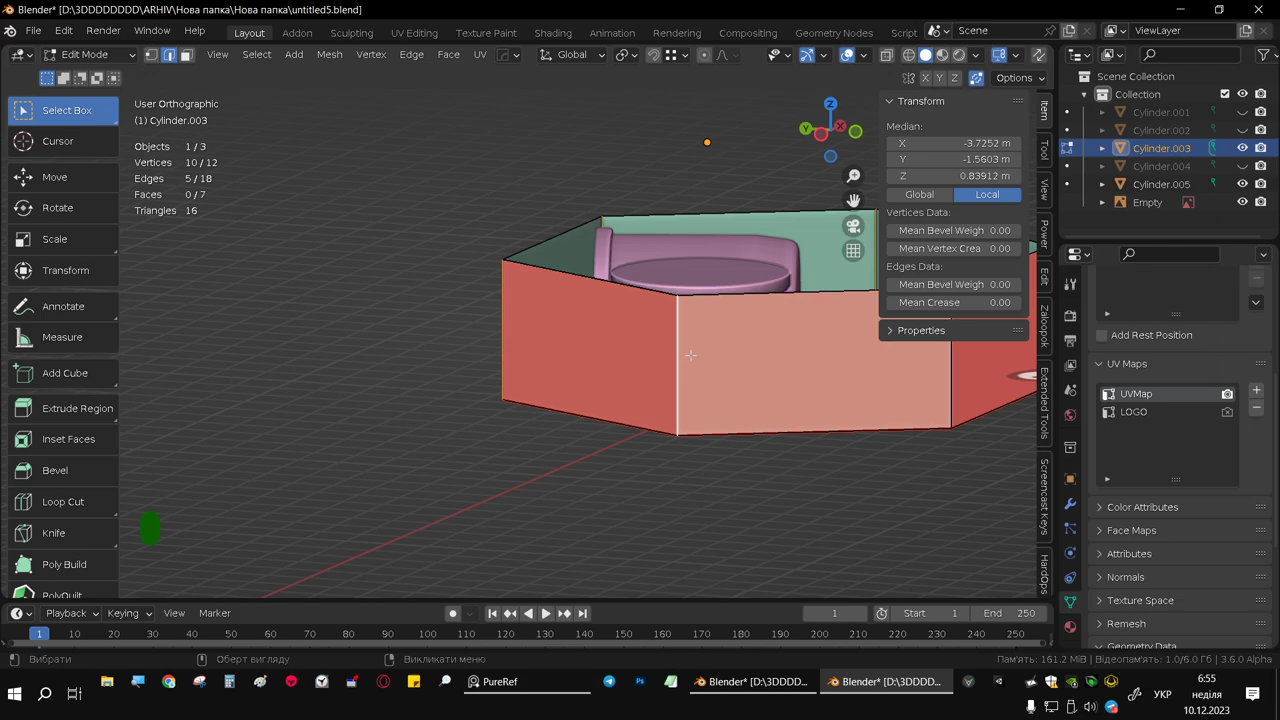 Blender* [D:\3DDDDDDDD\ARHIV\Нова папка\Нова папка\untitled5.blend]
File Edit Render Window Help Layout Addon Sculpting UV Editing Texture Paint Shading Animation Rendering Compositing Geometry Nodes Script Scene ViewLayer
Edit Mode View Select Add Mesh Vertex Edge Face UV Global
Options
Select Box
Cursor
Move
Rotate
Scale
Transform
Annotate
Measure
Add Cube
Extrude Region
Inset Faces
Bevel
Loop Cut
Knife
Poly Build
PolyQuilt
User Orthographic
(1) Cylinder.003
Objects 1 / 3
Vertices 10 / 12
Edges 5 / 18
Faces 0 / 7
Triangles 16
X Y Z
Transform
Median:
X -3.7252 m
Y -1.5603 m
Z 0.83912 m
Global Local
Vertices Data:
Mean Bevel Weigh 0.00
Mean Vertex Crea 0.00
Edges Data:
Mean Bevel Weigh 0.00
Mean Crease 0.00
Properties
Item
Tool
View
Power
Edit
Zaloopok
Extended Tools
Screencast Keys
HardOps
Scene Collection
Collection
Cylinder.001
Cylinder.002
Cylinder.003
Cylinder.004
Cylinder.005
Empty
Add Rest Position
UV Maps
UVMap
LOGO
Color Attributes
Face Maps
Attributes
Normals
Texture Space
Remesh
Geometry Data
Playback Keying View Marker 1 Start 1 End 250
1 10 20 30 40 50 60 70 80 90 100 110 120 130 140 150 160 170 180 190 200 210 220 230 240 250
Вибрати Оберт вигляду Викликати меню Пам'ять: 161.2 MiB | Відеопам'ять: 1.0/6.0 Гб | 3.6.0 Alpha
PureRef Blender* [D:\3DDDD... Blender* [D:\3DDDD... УКР
6:55
неділя
10.12.2023